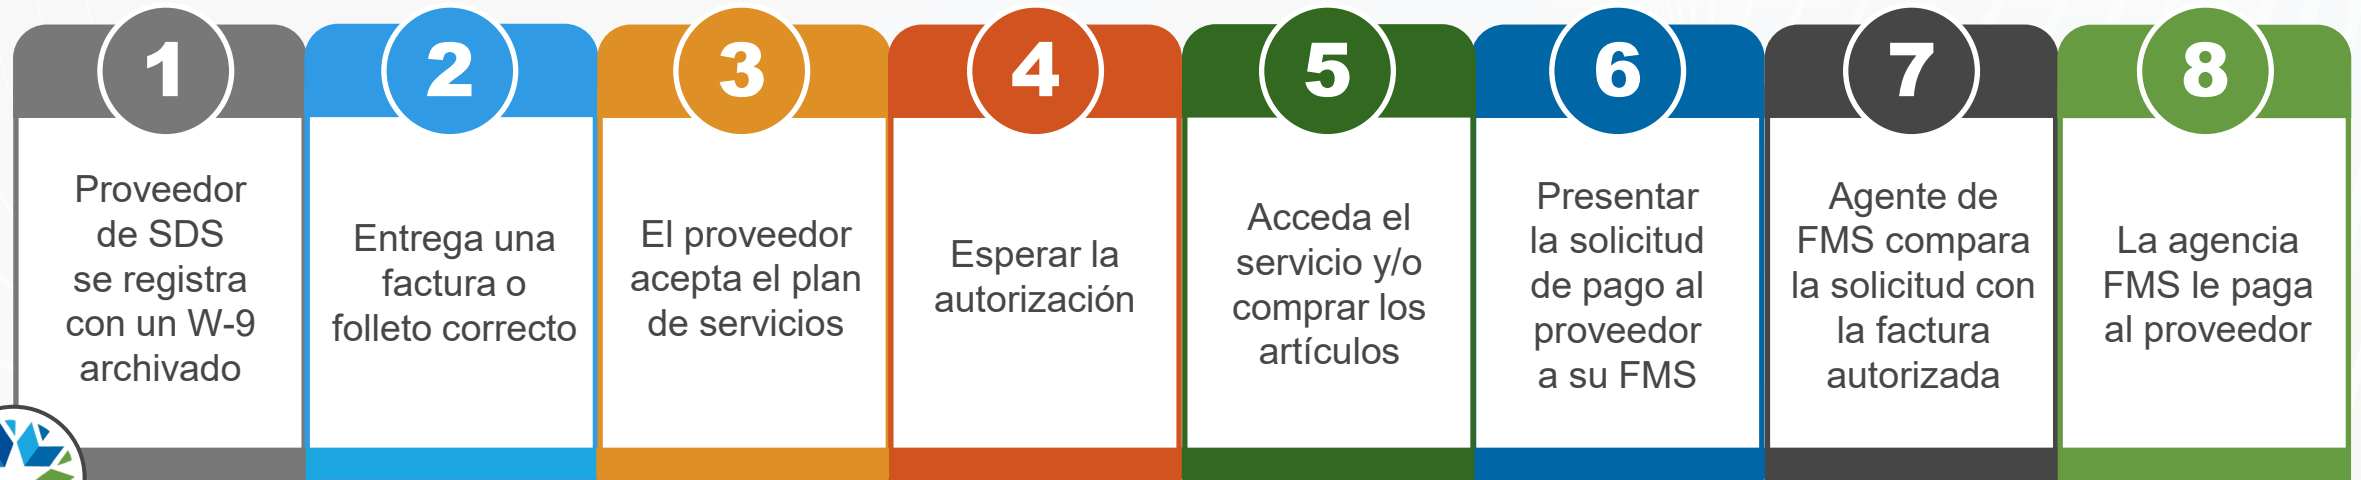 1
Proveedor
de SDS
se registra
con un W-9
archivado
2
Entrega una
factura o
folleto correcto
3
El proveedor
acepta el plan
de servicios
4
Esperar la
autorización
5
Acceda el
servicio y/o
comprar los
artículos
6
Presentar
la solicitud
de pago al
proveedor
a su FMS
7
Agente de
FMS compara
la solicitud con
la factura
autorizada
8
La agencia
FMS le paga
al proveedor